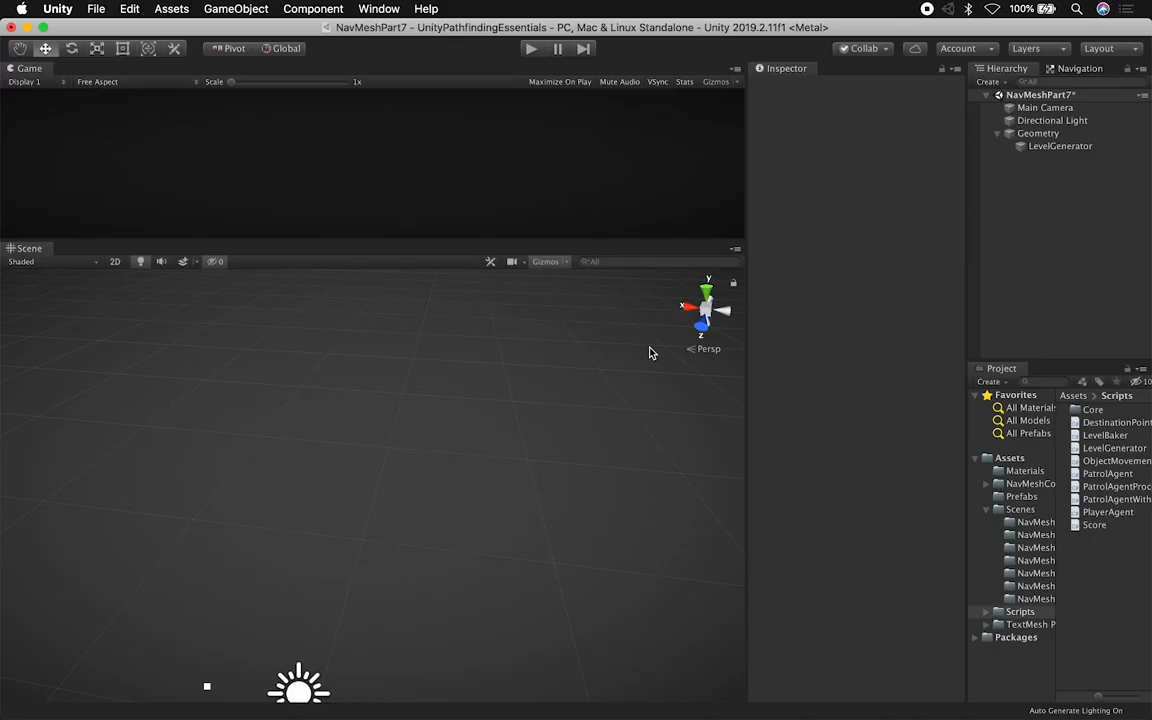 Unity File Edit Assets GameObject Component Window Help 100%
NavMeshPart7 - UnityPathfindingEssentials - PC, Mac & Linux Standalone - Unity 2019.2.11f1 <Metal>
Pivot Global Collab Account Layers Layout
Game Inspector Hierarchy Navigation
Display 1 Free Aspect Scale 1x Maximize On Play Mute Audio VSync Stats Gizmos Create All
NavMeshPart7*
Main Camera
Directional Light
Geometry
LevelGenerator
Scene
Shaded 2D 0 Gizmos All
y
x
z
Persp
Project
Create 10
Favorites
All Materials
All Models
All Prefabs
Assets
Materials
NavMeshCo
Prefabs
Scenes
NavMesh
NavMesh
NavMesh
NavMesh
NavMesh
NavMesh
NavMesh
Scripts
TextMesh P
Packages
Assets > Scripts
Core
DestinationPoin
LevelBaker
LevelGenerator
ObjectMovemen
PatrolAgent
PatrolAgentProc
PatrolAgentWith
PlayerAgent
Score
Auto Generate Lighting On